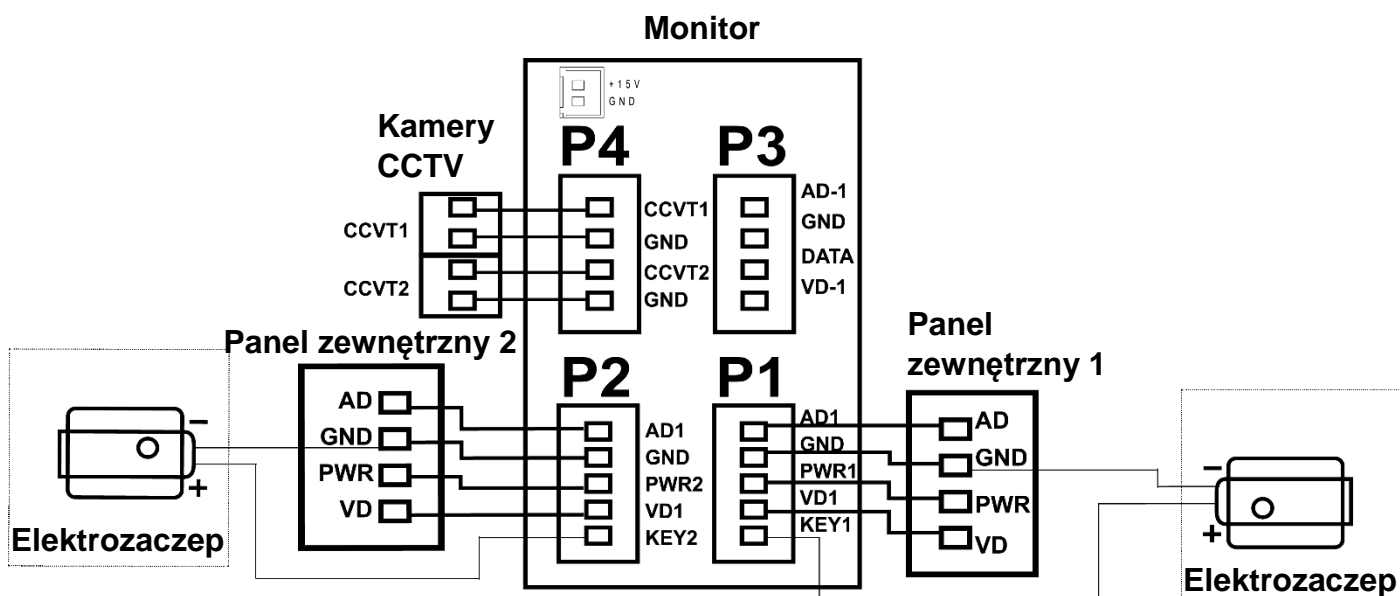 Monitor
+15V
GND
Kamery
CCTV
P4
P3
CCVT1
CCVT2
CCVT1
GND
CCVT2
GND
AD-1
GND
DATA
VD-1
Panel zewnętrzny 2
Panel
zewnętrzny 1
P2
P1
AD
GND
PWR
VD
AD1
GND
PWR2
VD1
KEY2
AD1
GND
PWR1
VD1
KEY1
AD
GND
PWR
VD
−
+
Elektrozaczep
−
+
Elektrozaczep